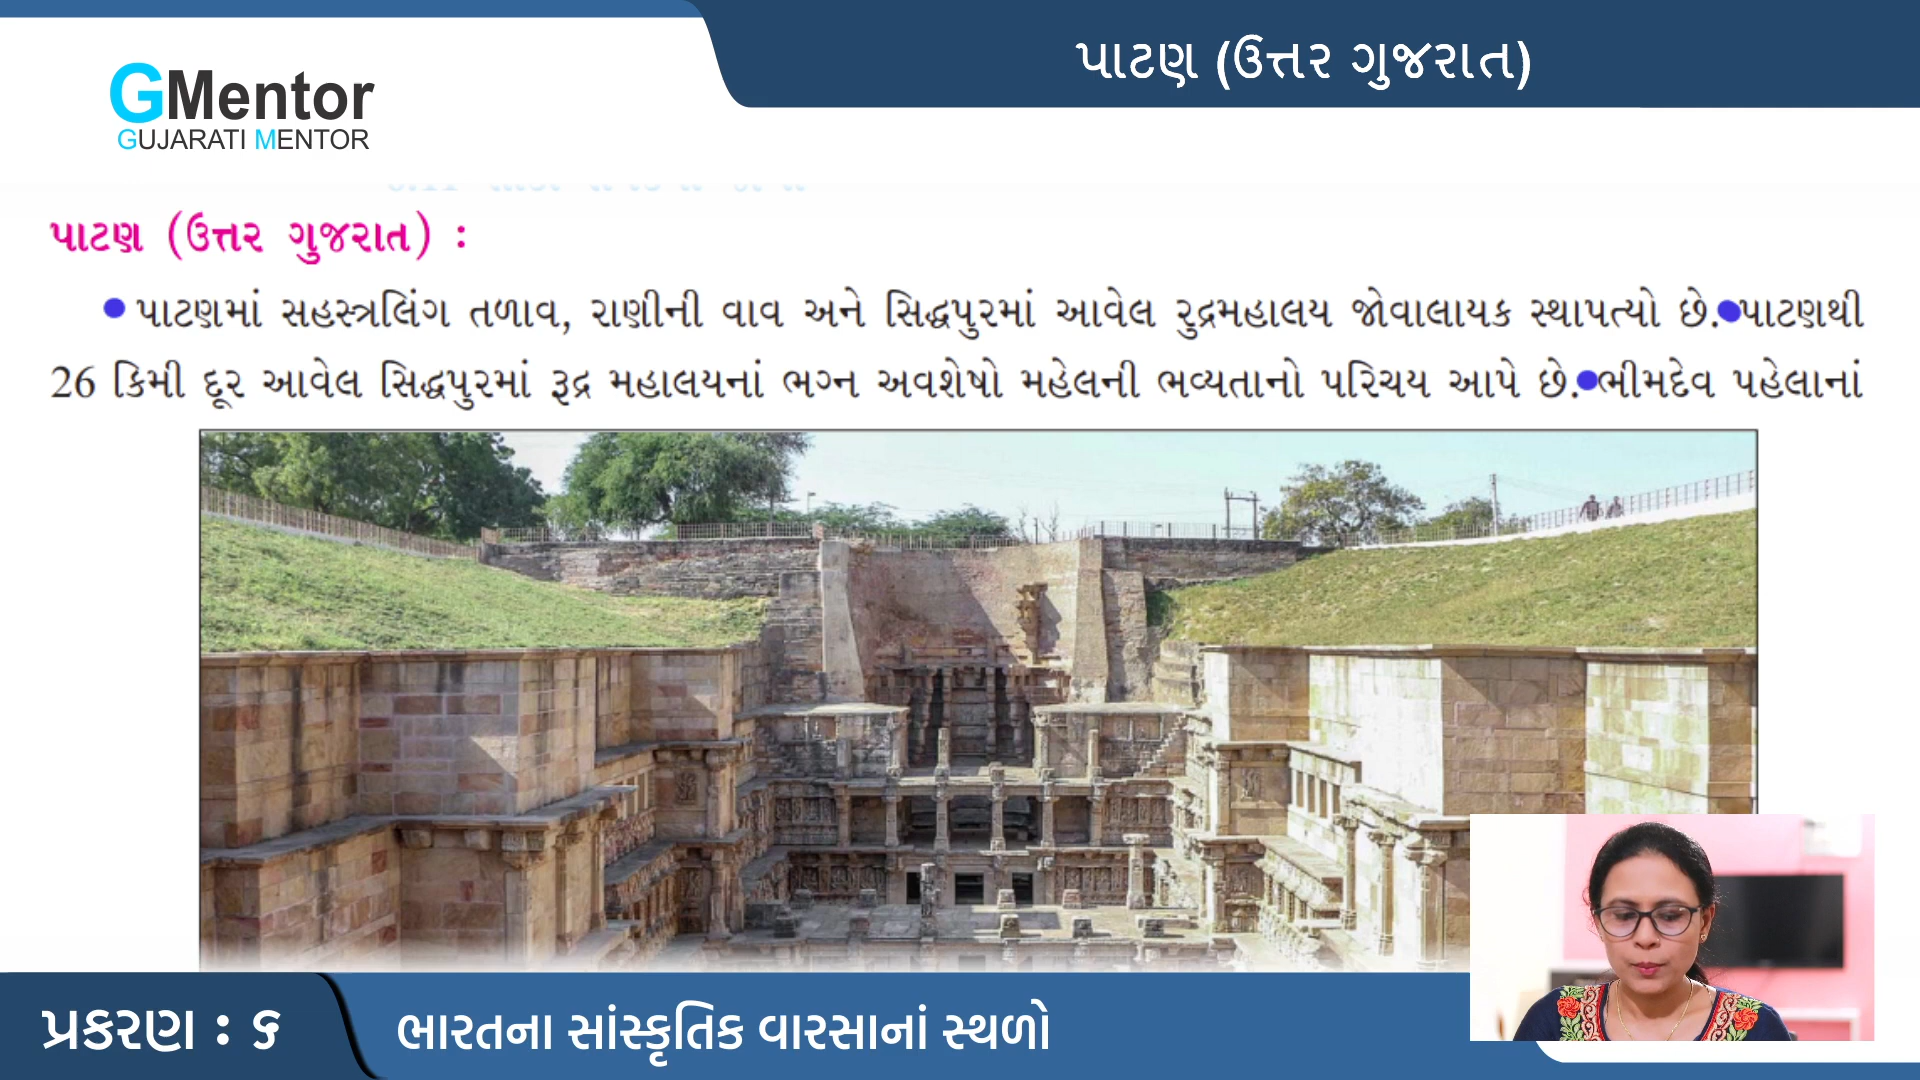 પાટણ (ઉત્તર ગુજરાત)
GMentor
GUJARATI MENTOR
પાટણ (ઉત્તર ગુજરાત) :
પાટણમાં સહસ્ત્રલિંગ તળાવ, રાણીની વાવ અને સિદ્ધપુરમાં આવેલ રુદ્રમહાલય જોવાલાયક સ્થાપત્યો છે. પાટણથી
26 કિમી દૂર આવેલ સિદ્ધપુરમાં રૂદ્ર મહાલયનાં ભગ્ન અવશેષો મહેલની ભવ્યતાનો પરિચય આપે છે. ભીમદેવ પહેલાનાં
પ્રકરણ : ૬
ભારતના સાંસ્કૃતિક વારસાનાં સ્થળો